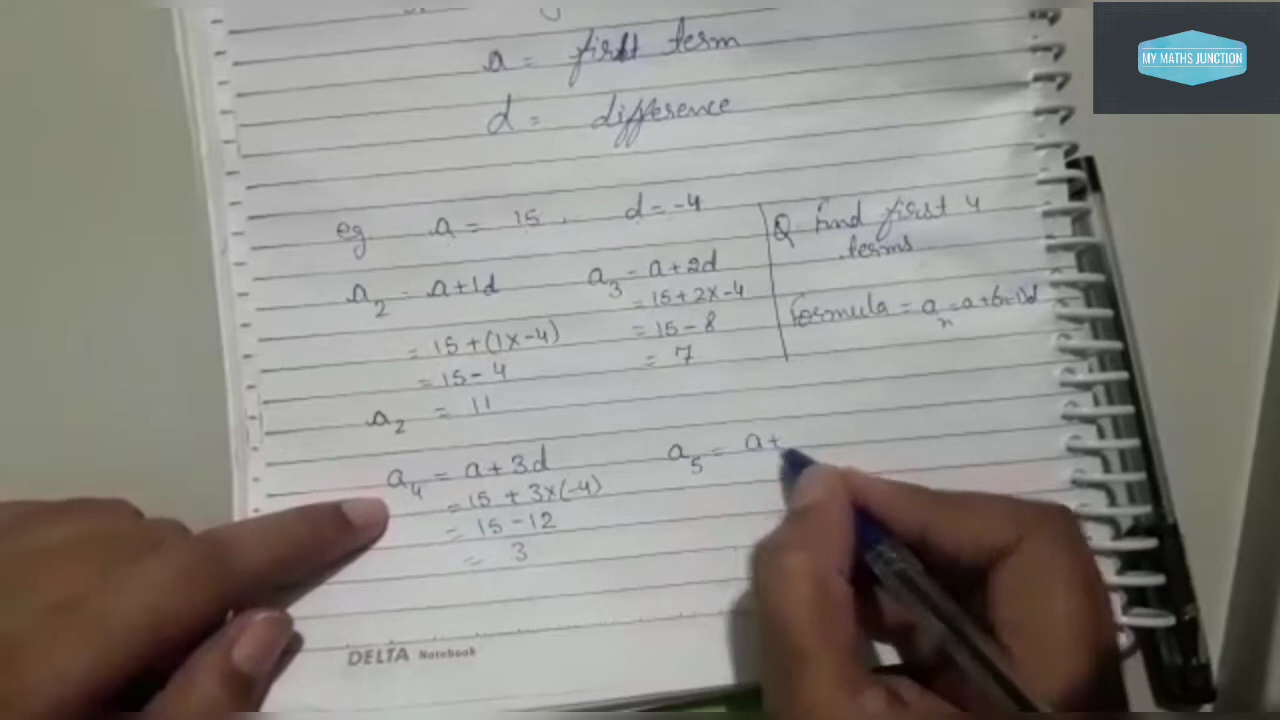 MY MATHS JUNCTION
a = first term
d = difference
eg a = 15, d = -4
a₂ = a+1d
= 15+(1x-4)
= 15-4
a₂ = 11
a₃ = a+2d
= 15+2x-4
= 15-8
= 7
Q find first 4
terms
formula = aₙ=a+(n-1)d
a₄ = a+3d
= 15 + 3x(-4)
= 15-12
= 3
a₅ = a+
DELTA Notebook